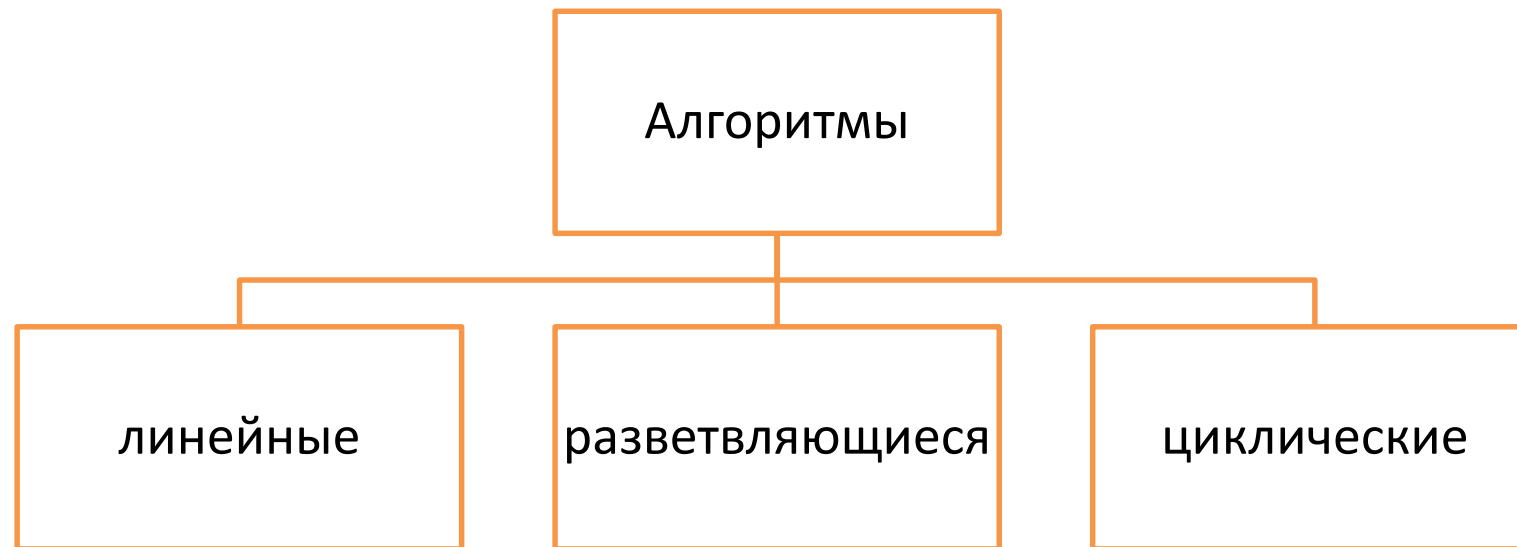 Алгоритмы
линейные
разветвляющиеся
циклические